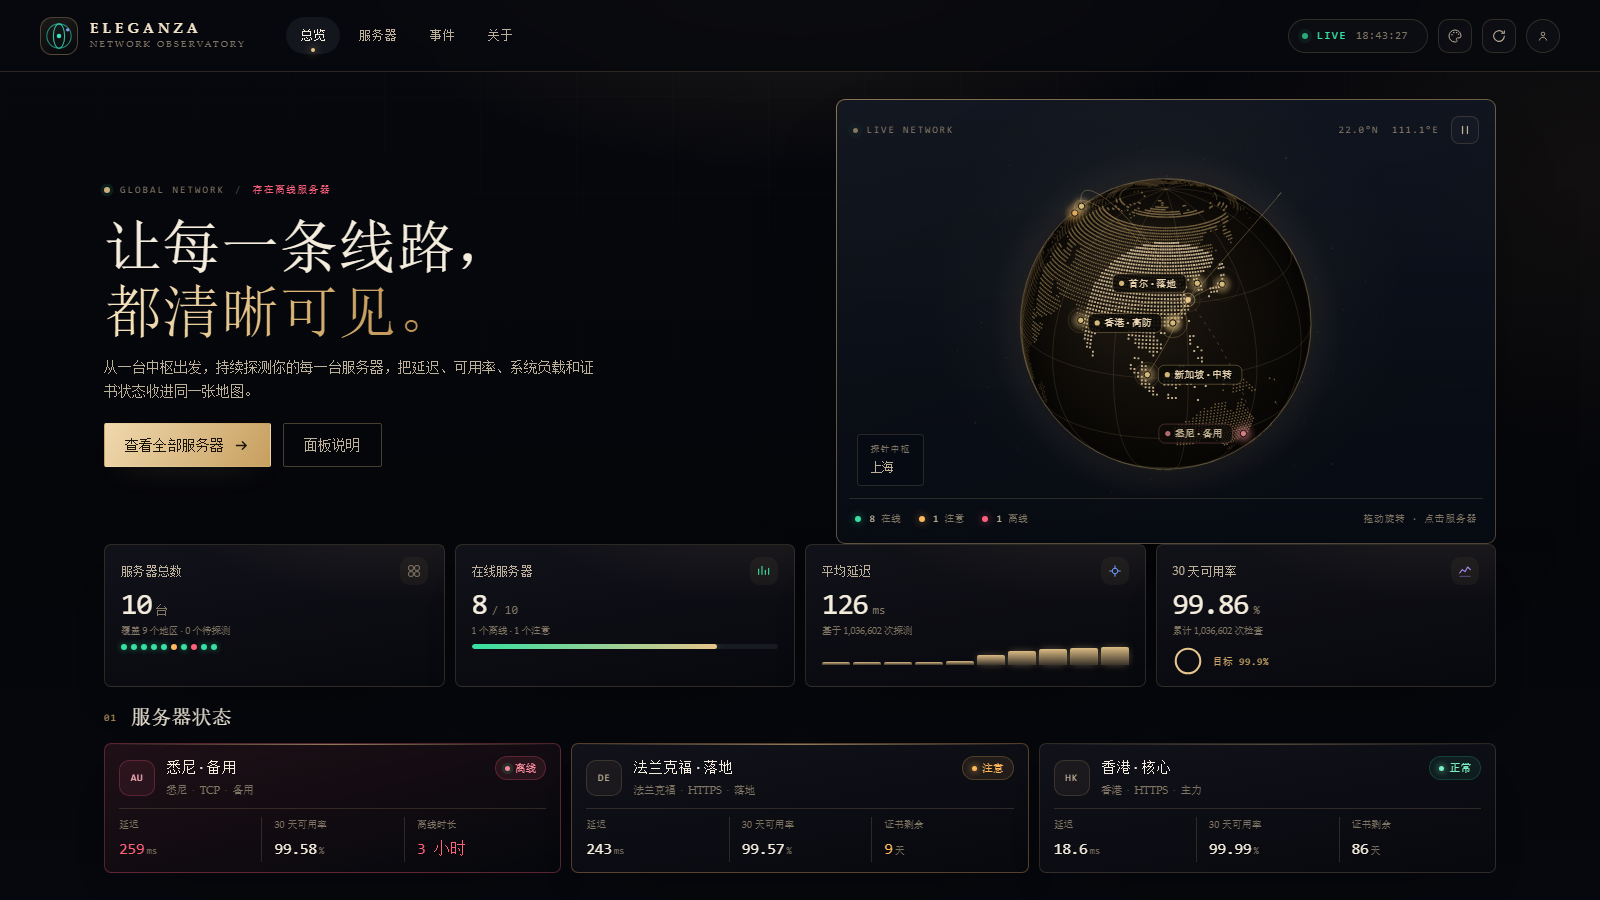 ELEGANZA
NETWORK OBSERVATORY
总览
服务器
事件
关于
LIVE 18:43:27
GLOBAL NETWORK / 存在离线服务器
让每一条线路，
都清晰可见。
从一台中枢出发，持续探测你的每一台服务器，把延迟、可用率、系统负载和证
书状态收进同一张地图。
查看全部服务器 →
面板说明
LIVE NETWORK
22.0°N 111.1°E
首尔·落地
香港·高防
新加坡·中转
悉尼·备用
探针中枢
上海
8 在线 1 注意 1 离线
拖动旋转 · 点击服务器
服务器总数
10 台
覆盖 9 个地区 · 0 个待探测
在线服务器
8 / 10
1 个离线 · 1 个注意
平均延迟
126 ms
基于 1,036,602 次探测
30 天可用率
99.86 %
累计 1,036,602 次检查
目标 99.9%
01 服务器状态
AU
悉尼·备用
悉尼 · TCP · 备用
离线
延迟
259 ms
30 天可用率
99.58 %
离线时长
3 小时
DE
法兰克福·落地
法兰克福 · HTTPS · 落地
注意
延迟
243 ms
30 天可用率
99.57 %
证书剩余
9 天
HK
香港·核心
香港 · HTTPS · 主力
正常
延迟
18.6 ms
30 天可用率
99.99 %
证书剩余
86 天